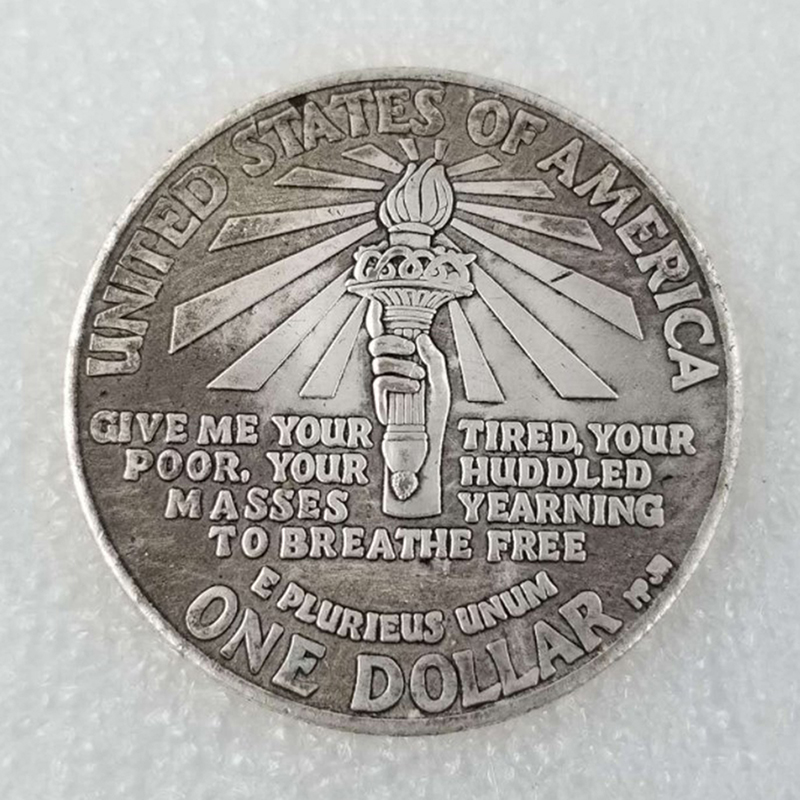 UNITED STATES OF AMERICA
GIVE ME YOUR TIRED, YOUR
POOR, YOUR HUDDLED
MASSES YEARNING
TO BREATHE FREE
E PLURIEUS UNUM
ONE DOLLAR